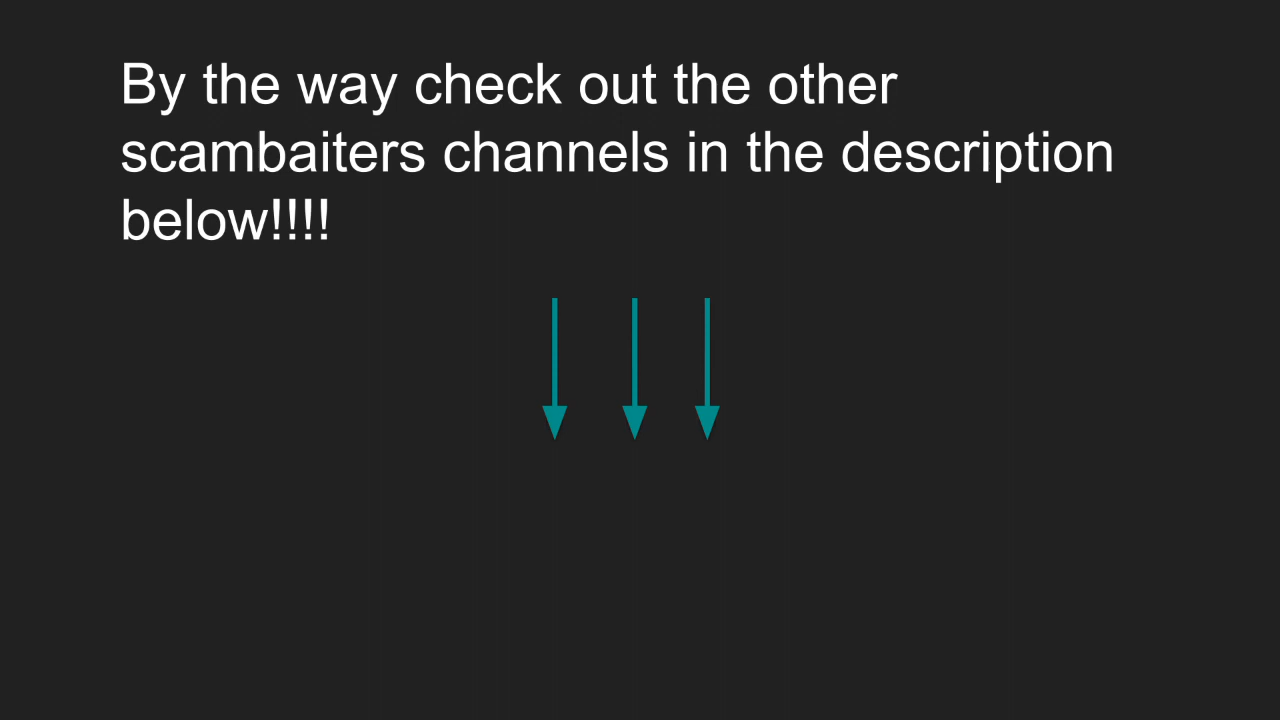 By the way check out the other
scambaiters channels in the description
below!!!!